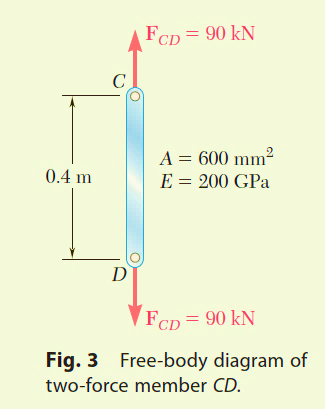 F_CD = 90 kN
C
A = 600 mm²
0.4 m
E = 200 GPa
D
F_CD = 90 kN
Fig. 3 Free-body diagram of
two-force member CD.